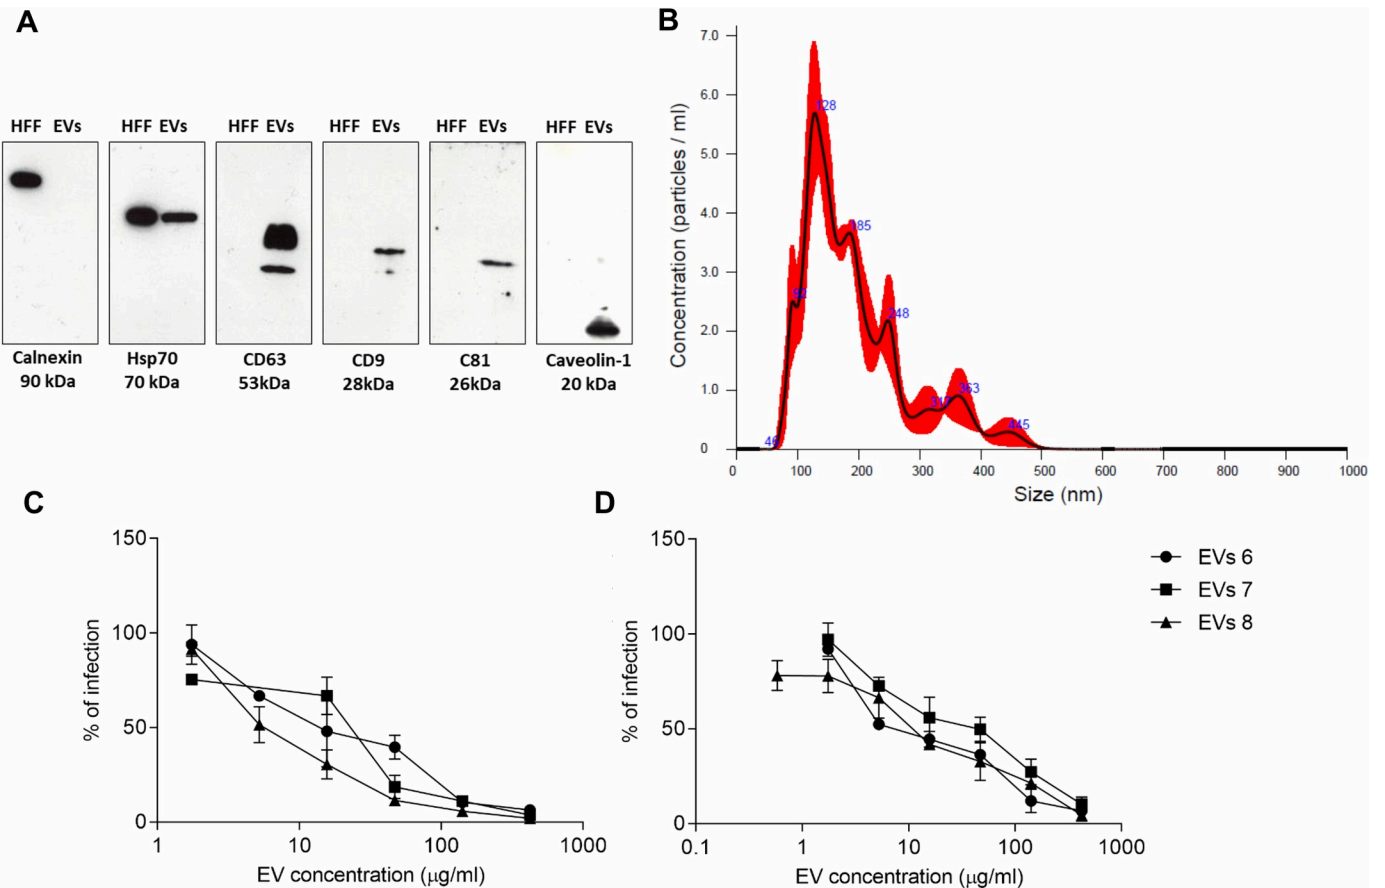 A
HFF EVs
HFF EVs
HFF EVs
HFF EVs
HFF EVs
HFF EVs
Calnexin
90 kDa
Hsp70
70 kDa
CD63
53kDa
CD9
28kDa
C81
26kDa
Caveolin-1
20 kDa
B
Concentration (particles / ml)
7.0
6.0
5.0
4.0
3.0
2.0
1.0
0
46
128
185
248
363
445
0 100 200 300 400 500 600 700 800 900 1000
Size (nm)
C
% of infection
150
100
50
0
1 10 100 1000
EV concentration (μg/ml)
D
% of infection
150
100
50
0
0.1 1 10 100 1000
EV concentration (μg/ml)
EVs 6
EVs 7
EVs 8